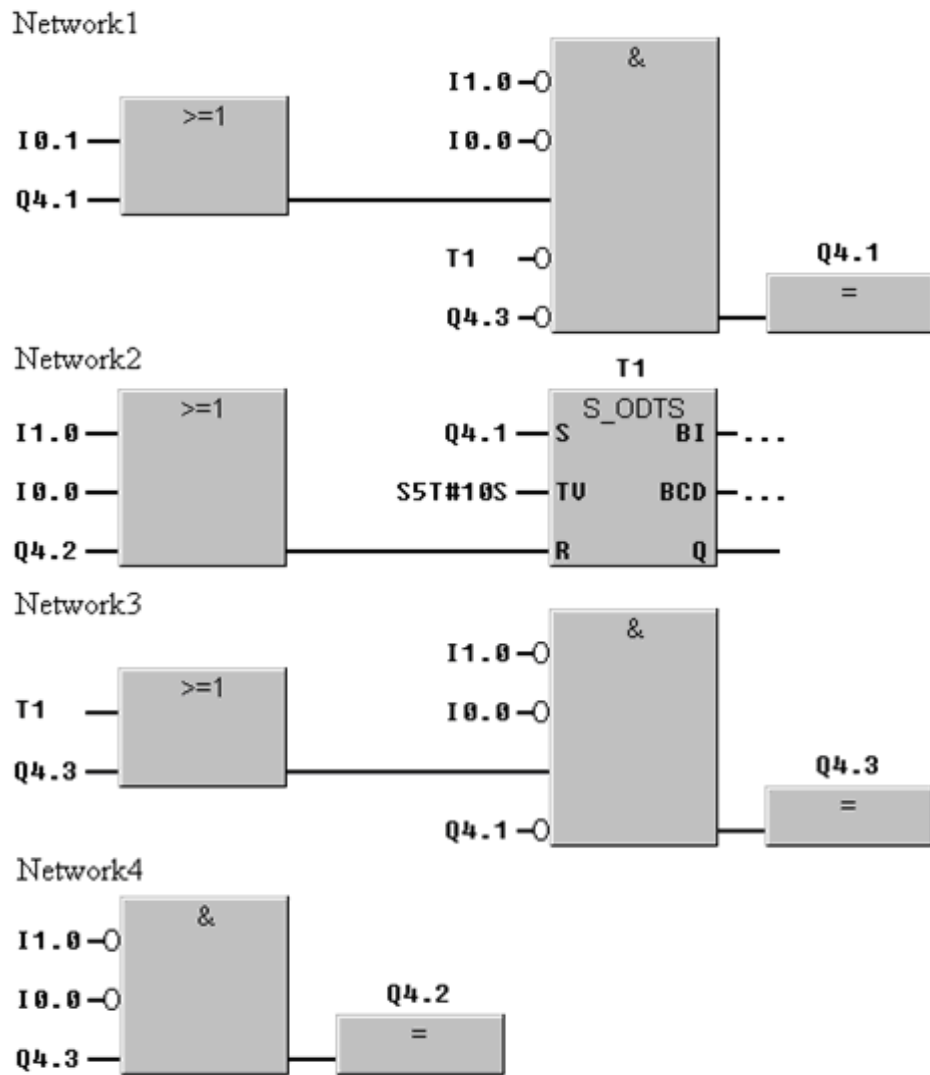 Network1
&
I1.0
>=1
I0.1
I0.0
Q4.1
T1
Q4.1
Q4.3
=
Network2
T1
>=1
S_ODTS
I1.0
Q4.1 S BI ...
I0.0
S5T#10S TV BCD ...
Q4.2
R Q
Network3
&
I1.0
>=1
T1
I0.0
Q4.3
Q4.3
Q4.1
=
Network4
&
I1.0
I0.0
Q4.2
Q4.3
=